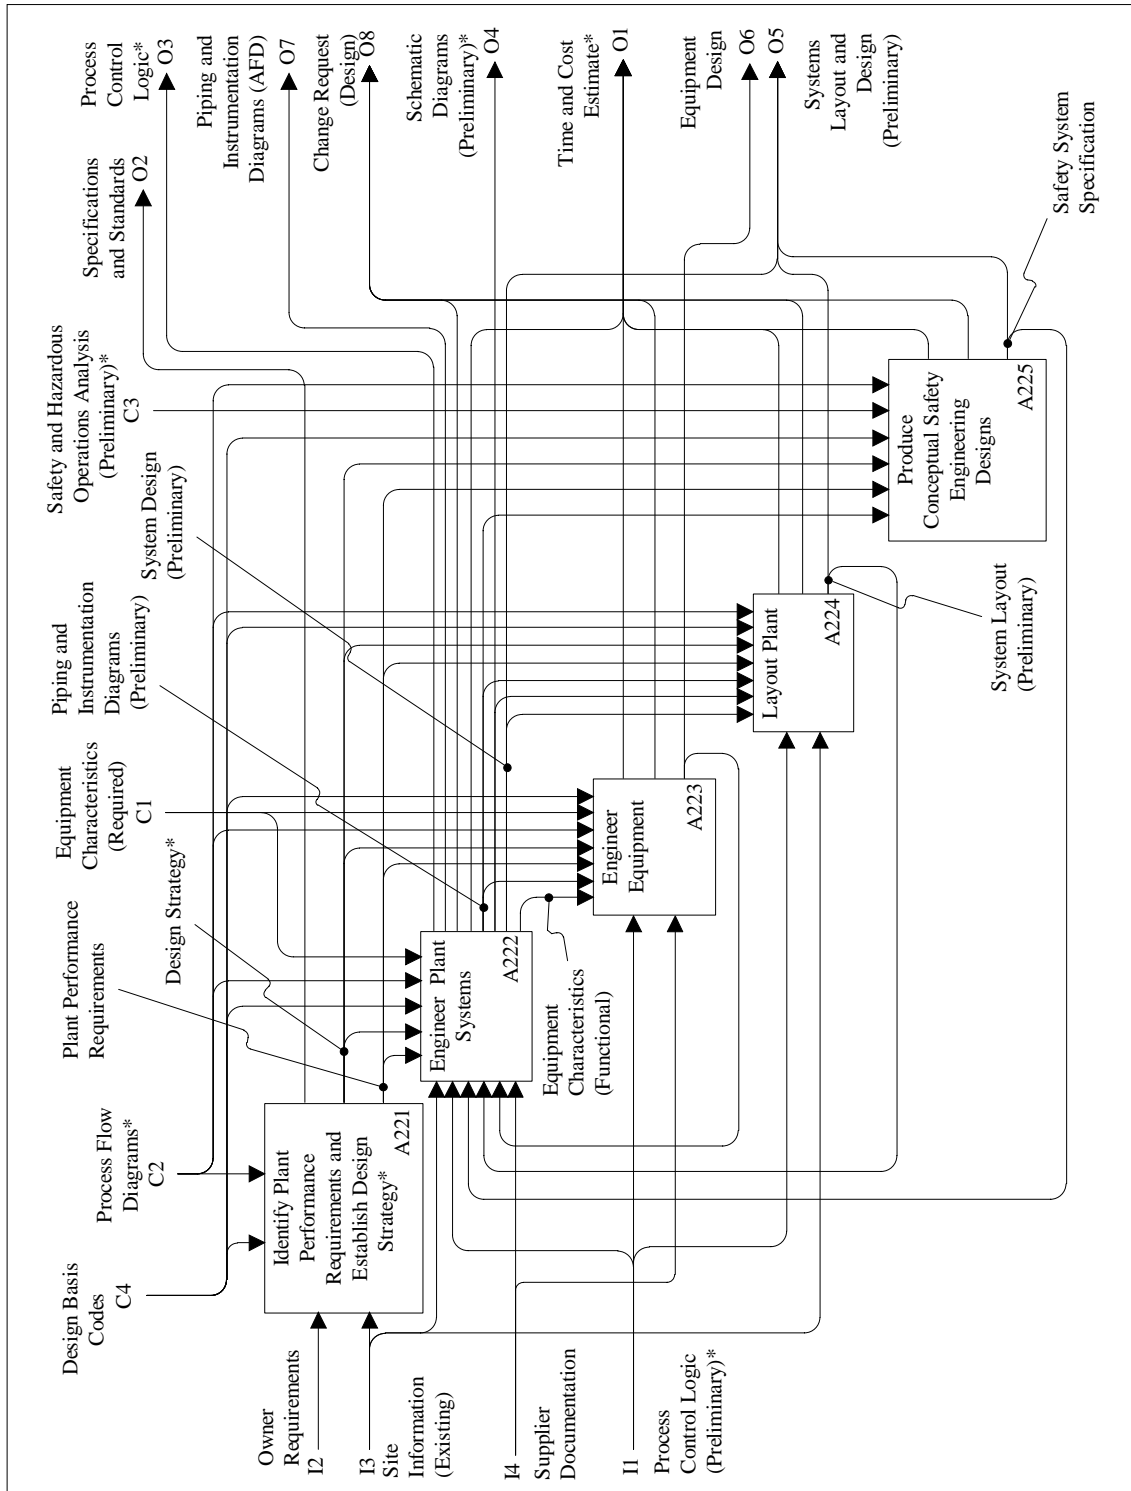 Design Basis
Codes
C4
Process Flow
Diagrams*
C2
Plant Performance
Requirements
Design Strategy*
Equipment
Characteristics
(Required)
C1
Piping and
Instrumentation
Diagrams
(Preliminary)
System Design
(Preliminary)
Safety and Hazardous
Operations Analysis
(Preliminary)*
C3
Specifications
and Standards
O2
Process
Control
Logic*
O3
Piping and
Instrumentation
Diagrams (AFD)
O7
Change Request
(Design)
O8
Schematic
Diagrams
(Preliminary)*
O4
Time and Cost
Estimate*
O1
Equipment
Design
O6
O5
Systems
Layout and
Design
(Preliminary)
Owner
Requirements
I2
I3
Site
Information
(Existing)
I4
Supplier
Documentation
I1
Process
Control Logic
(Preliminary)*
Identify Plant
Performance
Requirements and
Establish Design
Strategy*
A221
Engineer Plant
Systems
A222
Equipment
Characteristics
(Functional)
Engineer
Equipment
A223
Layout Plant
A224
System Layout
(Preliminary)
Produce
Conceptual Safety
Engineering
Designs
A225
Safety System
Specification